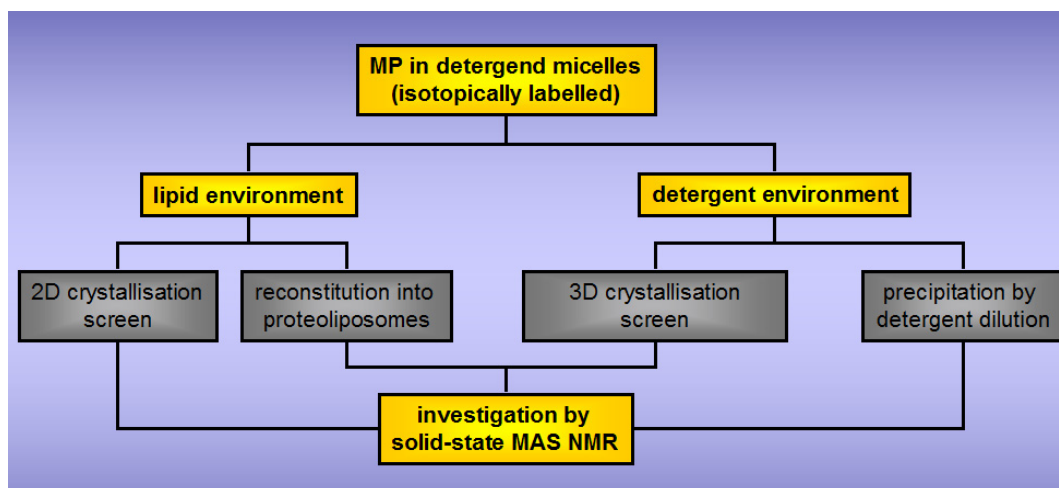 MP in detergend micelles
(isotopically labelled)
lipid environment
detergent environment
2D crystallisation
screen
reconstitution into
proteoliposomes
3D crystallisation
screen
precipitation by
detergent dilution
investigation by
solid-state MAS NMR